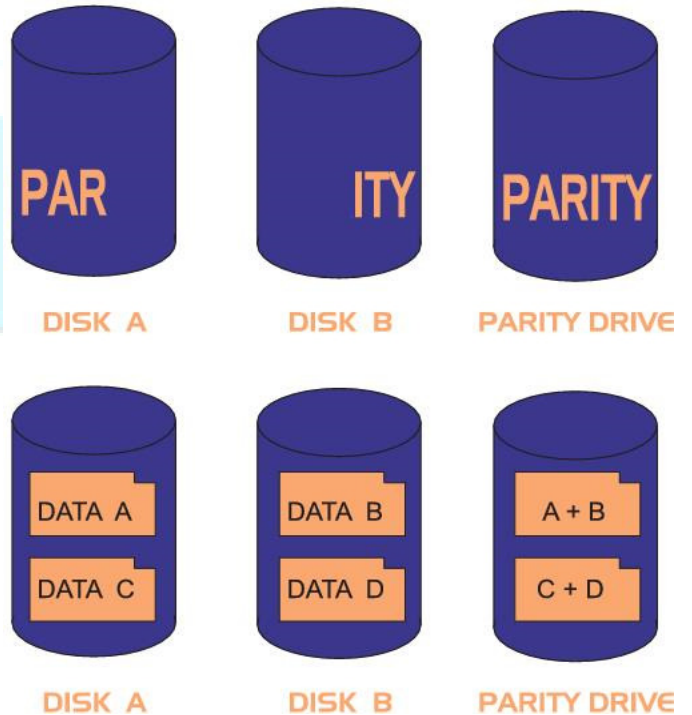 PAR ITY PARITY
DISK A DISK B PARITY DRIVE
DATA A DATA B A + B
DATA C DATA D C + D
DISK A DISK B PARITY DRIVE